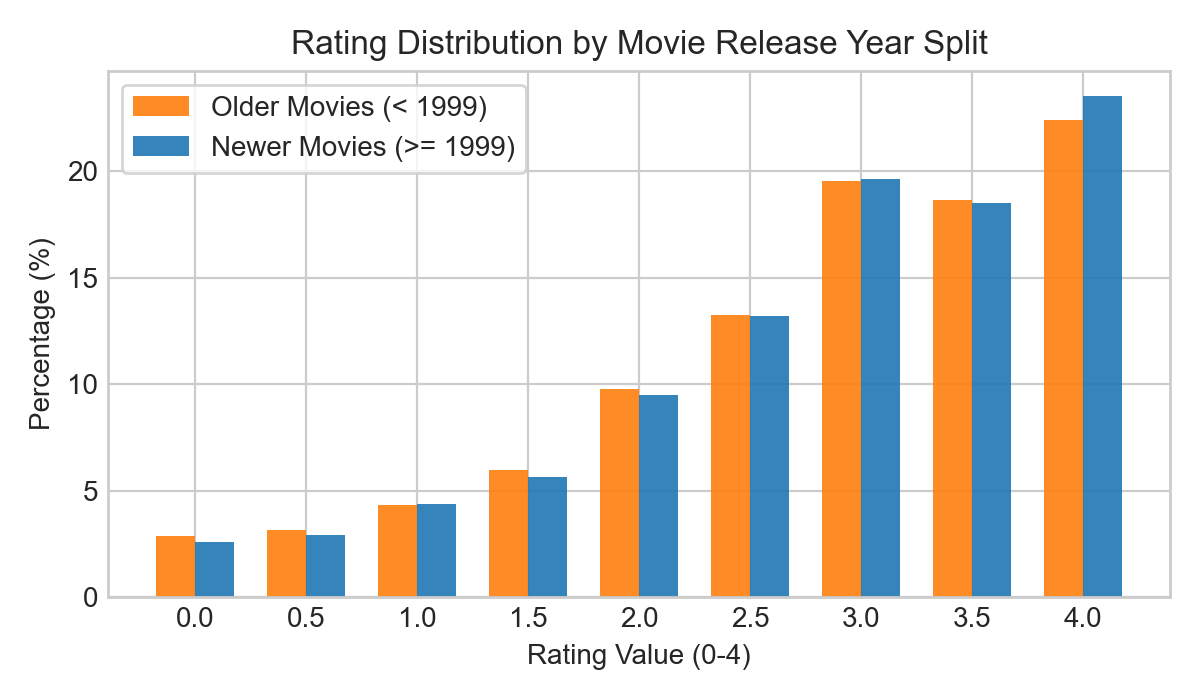 Rating Distribution by Movie Release Year Split
Older Movies (< 1999)
Newer Movies (>= 1999)
Percentage (%)
20
15
10
5
0
0.0 0.5 1.0 1.5 2.0 2.5 3.0 3.5 4.0
Rating Value (0-4)